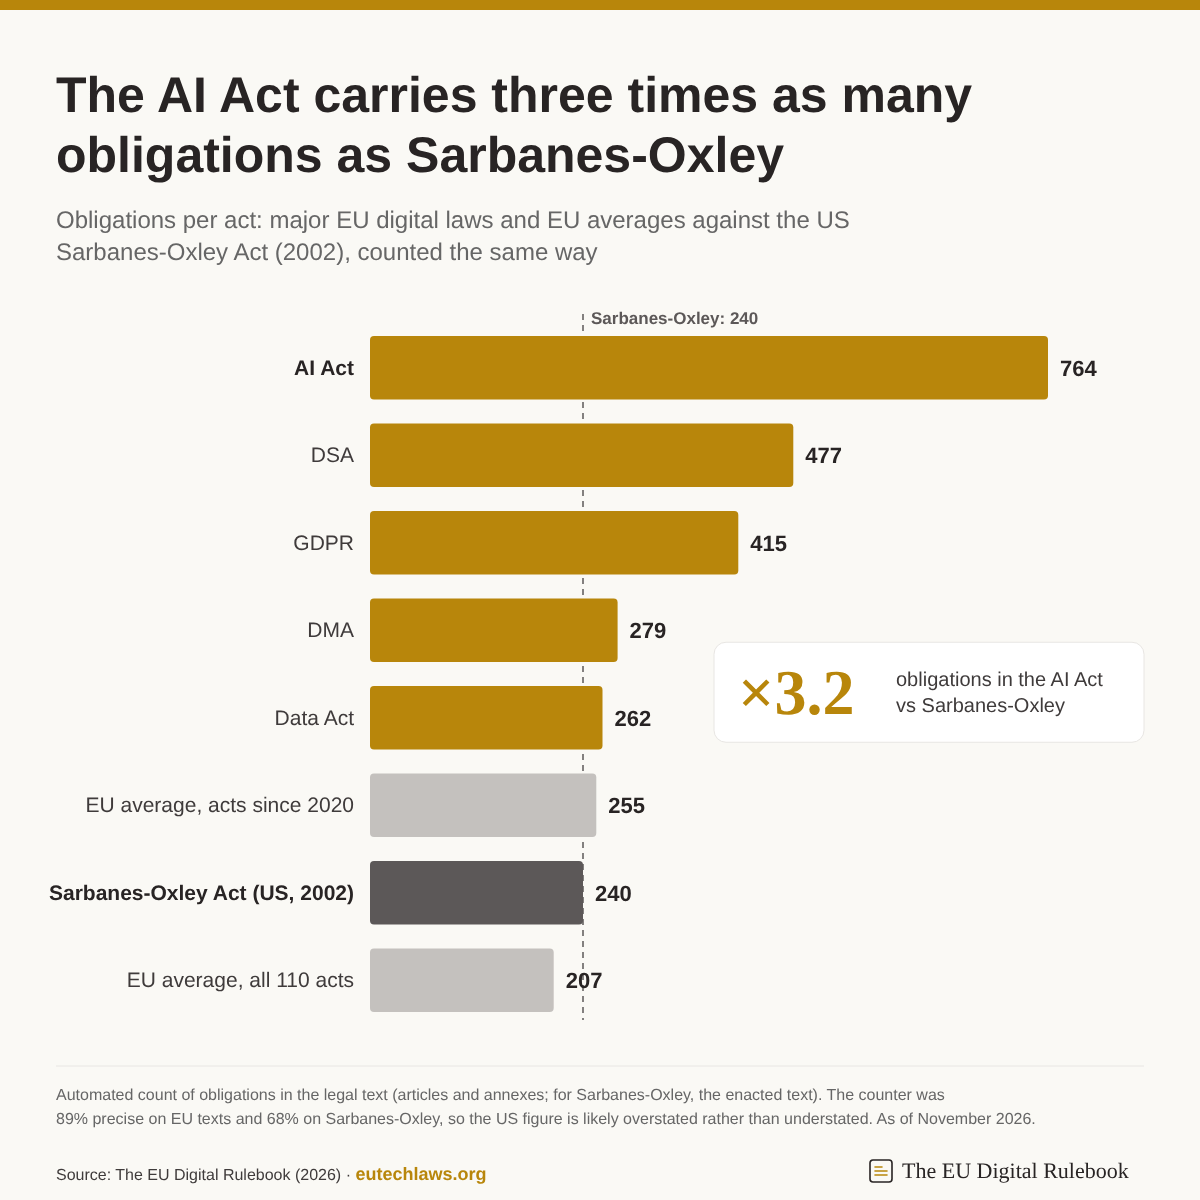 The AI Act carries three times as many
obligations as Sarbanes-Oxley
Obligations per act: major EU digital laws and EU averages against the US
Sarbanes-Oxley Act (2002), counted the same way
Sarbanes-Oxley: 240
AI Act 764
DSA 477
GDPR 415
DMA 279
×3.2 obligations in the AI Act
vs Sarbanes-Oxley
Data Act 262
EU average, acts since 2020 255
Sarbanes-Oxley Act (US, 2002) 240
EU average, all 110 acts 207
Automated count of obligations in the legal text (articles and annexes; for Sarbanes-Oxley, the enacted text). The counter was
89% precise on EU texts and 68% on Sarbanes-Oxley, so the US figure is likely overstated rather than understated. As of November 2026.
Source: The EU Digital Rulebook (2026) · eutechlaws.org
The EU Digital Rulebook